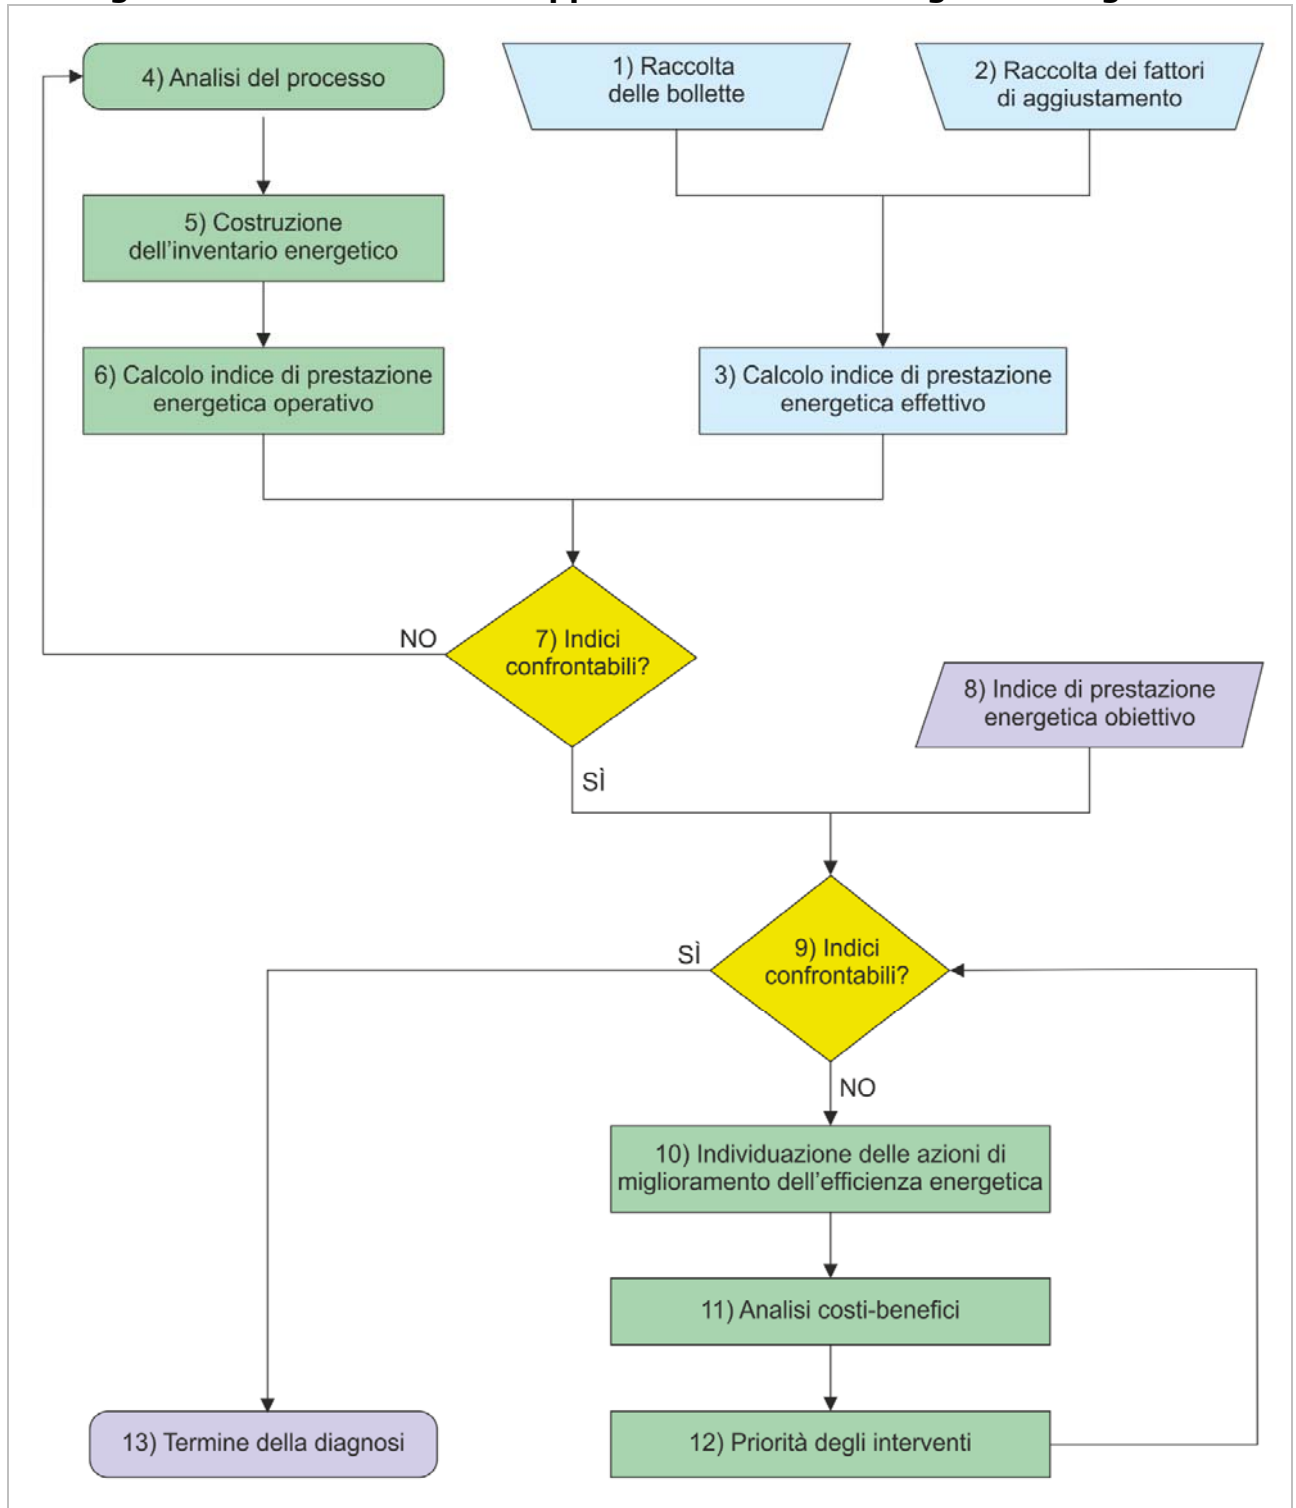 4) Analisi del processo
1) Raccolta
delle bollette
2) Raccolta dei fattori
di aggiustamento
5) Costruzione
dell'inventario energetico
6) Calcolo indice di prestazione
energetica operativo
3) Calcolo indice di prestazione
energetica effettivo
7) Indici
confrontabili?
NO
SÌ
8) Indice di prestazione
energetica obiettivo
9) Indici
confrontabili?
SÌ
NO
10) Individuazione delle azioni di
miglioramento dell'efficienza energetica
11) Analisi costi-benefici
12) Priorità degli interventi
13) Termine della diagnosi